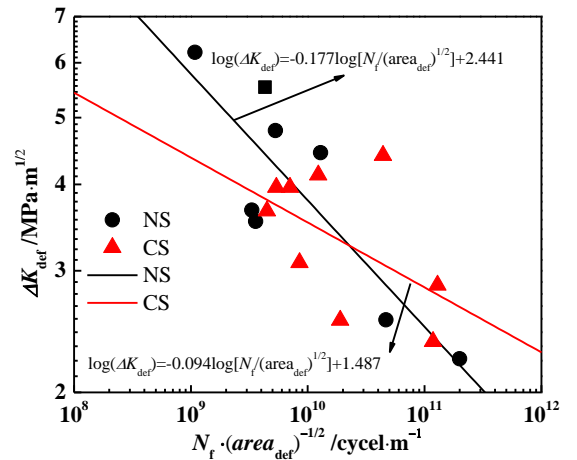 7
log(ΔK_def)=-0.177log[N_f/(area_def)^1/2]+2.441
6
5
4
NS
CS
3
NS
CS
log(ΔK_def)=-0.094log[N_f/(area_def)^1/2]+1.487
2
ΔK_def /MPa·m^1/2
10^8 10^9 10^10 10^11 10^12
N_f ·(area_def)^-1/2 /cycel·m^-1